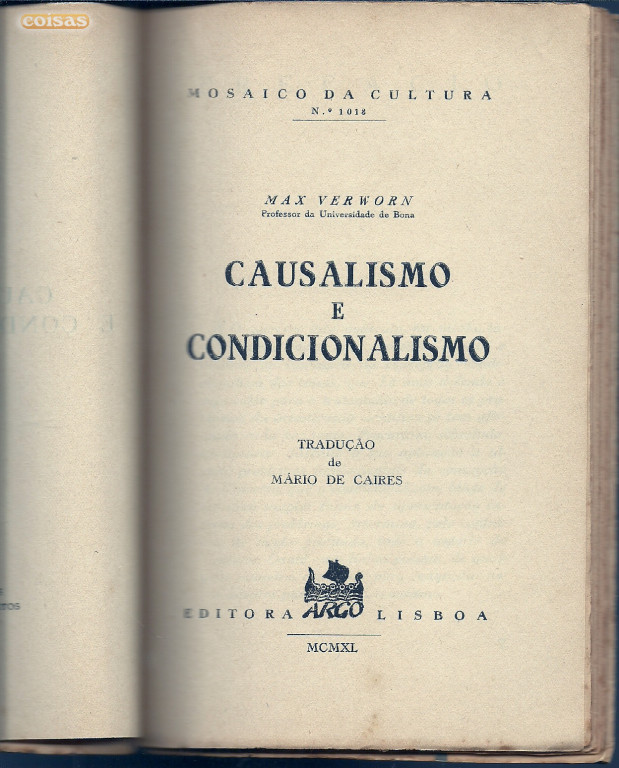 coisas
MOSAICO DA CULTURA
N.º 1018
MAX VERWORN
Professor da Universidade de Bona
CAUSALISMO
E
CONDICIONALISMO
TRADUÇÃO
de
MÁRIO DE CAIRES
EDITORA ARGO LISBOA
MCMXL